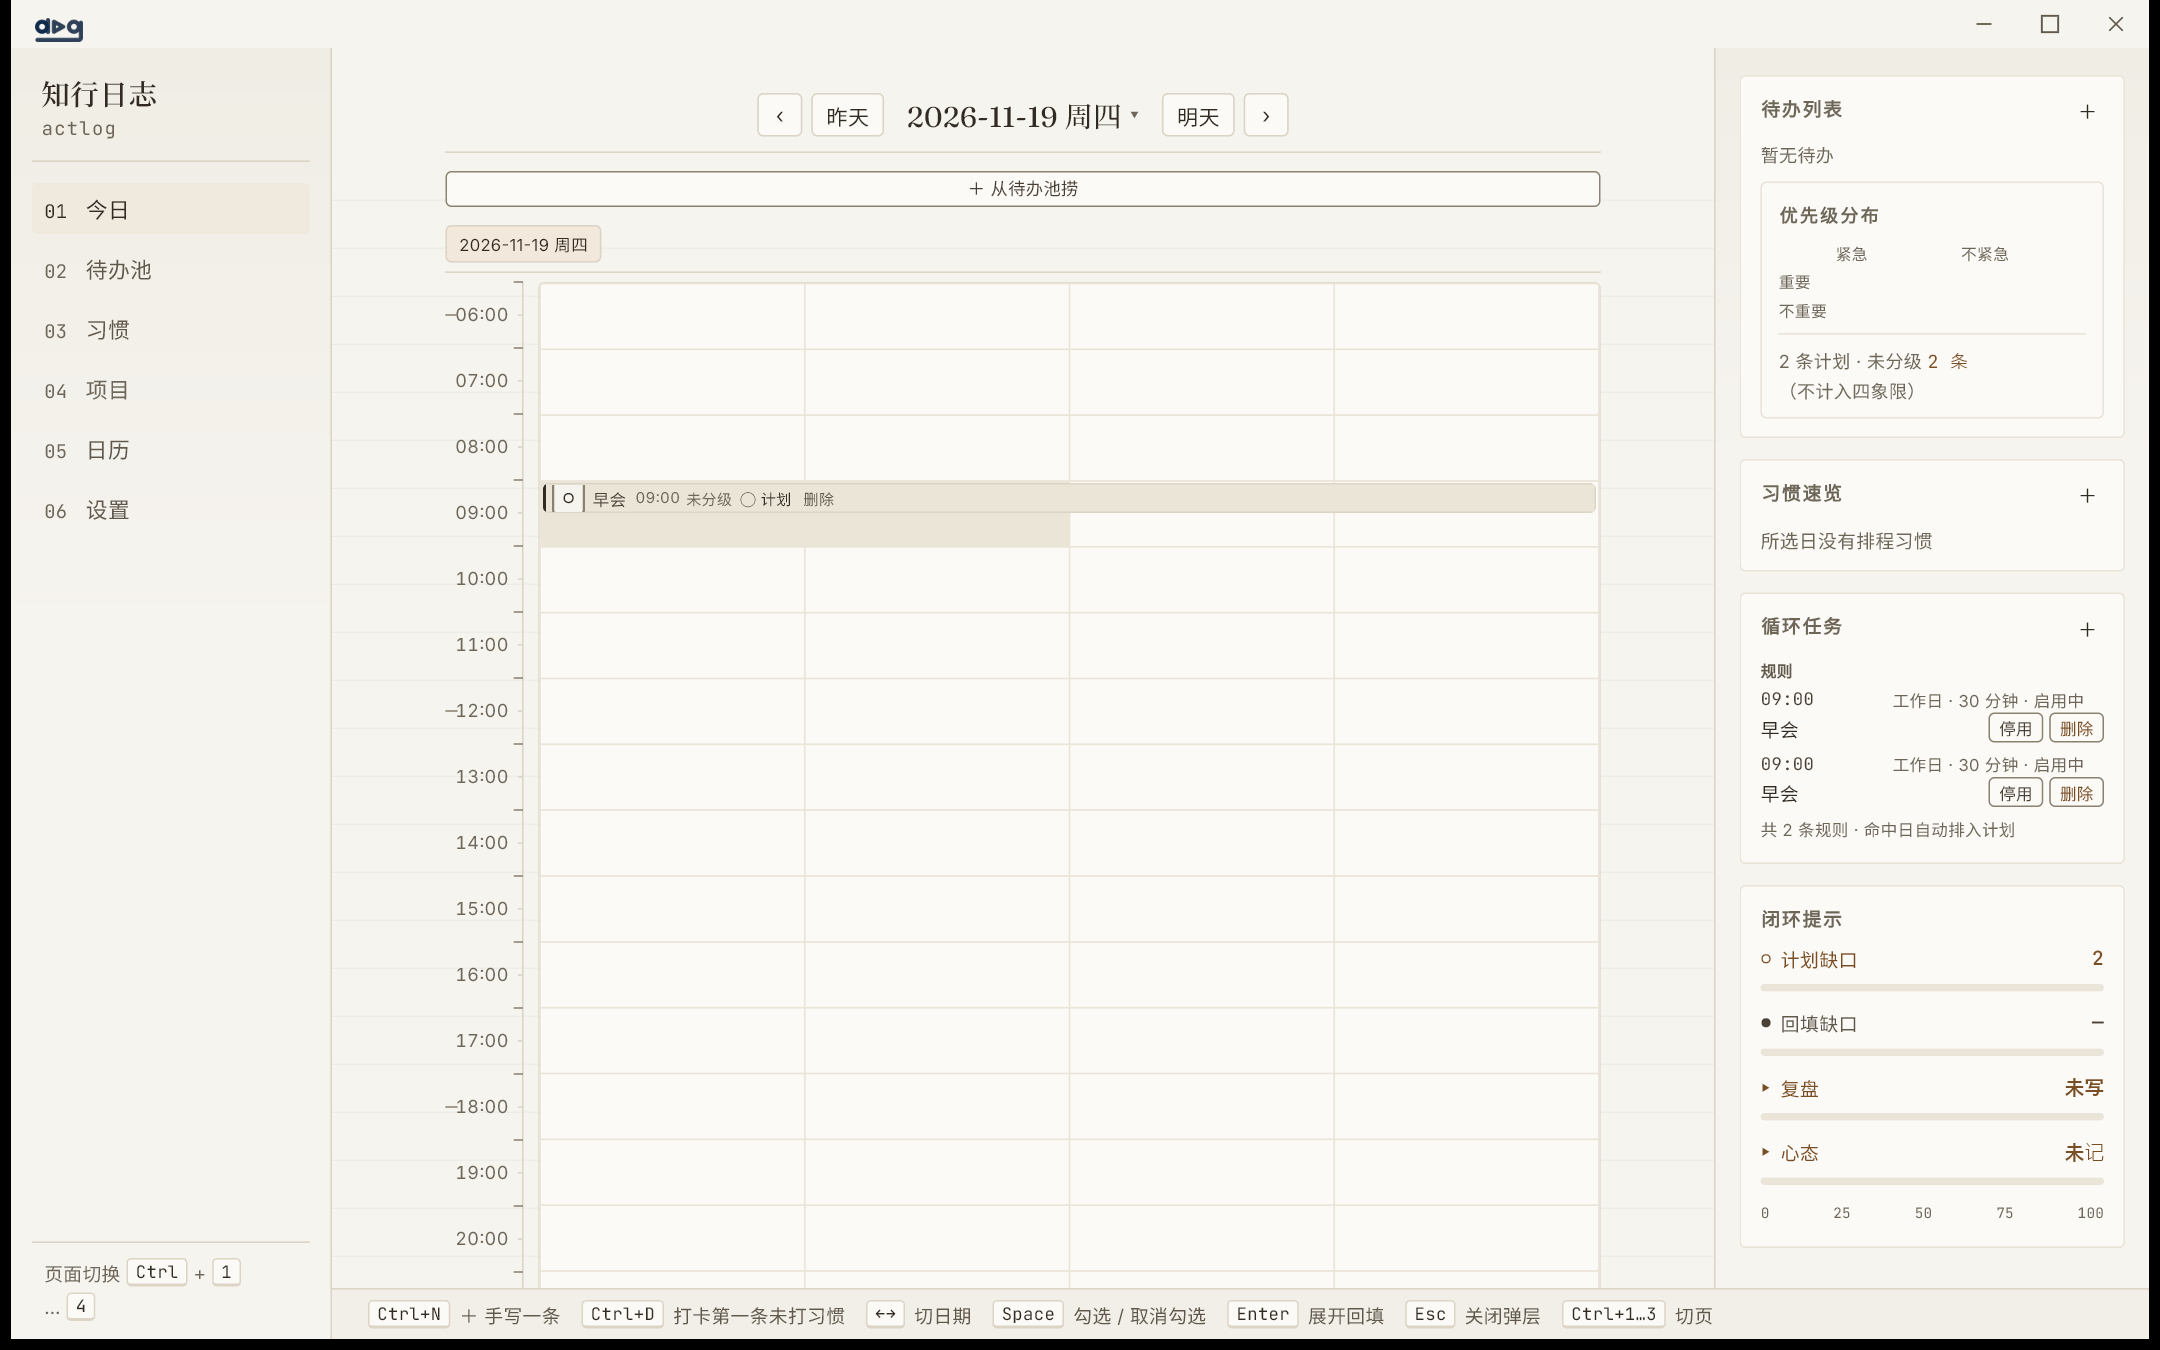 a▷g
知行日志
actlog
01 今日
02 待办池
03 习惯
04 项目
05 日历
06 设置
页面切换 Ctrl + 1
... 4
‹ 昨天 2026-11-19 周四 ▾ 明天 ›
＋ 从待办池捞
2026-11-19 周四
06:00
07:00
08:00
早会 09:00 未分级 计划 删除
09:00
10:00
11:00
12:00
13:00
14:00
15:00
16:00
17:00
18:00
19:00
20:00
Ctrl+N ＋ 手写一条 Ctrl+D 打卡第一条未打习惯 ←→ 切日期 Space 勾选 / 取消勾选 Enter 展开回填 Esc 关闭弹层 Ctrl+1…3 切页
待办列表 ＋
暂无待办
优先级分布
紧急 不紧急
重要
不重要
2 条计划 · 未分级 2 条
（不计入四象限）
习惯速览 ＋
所选日没有排程习惯
循环任务 ＋
规则
09:00 工作日 · 30 分钟 · 启用中
早会 停用 删除
09:00 工作日 · 30 分钟 · 启用中
早会 停用 删除
共 2 条规则 · 命中日自动排入计划
闭环提示
计划缺口 2
回填缺口 —
复盘 未写
心态 未记
0 25 50 75 100